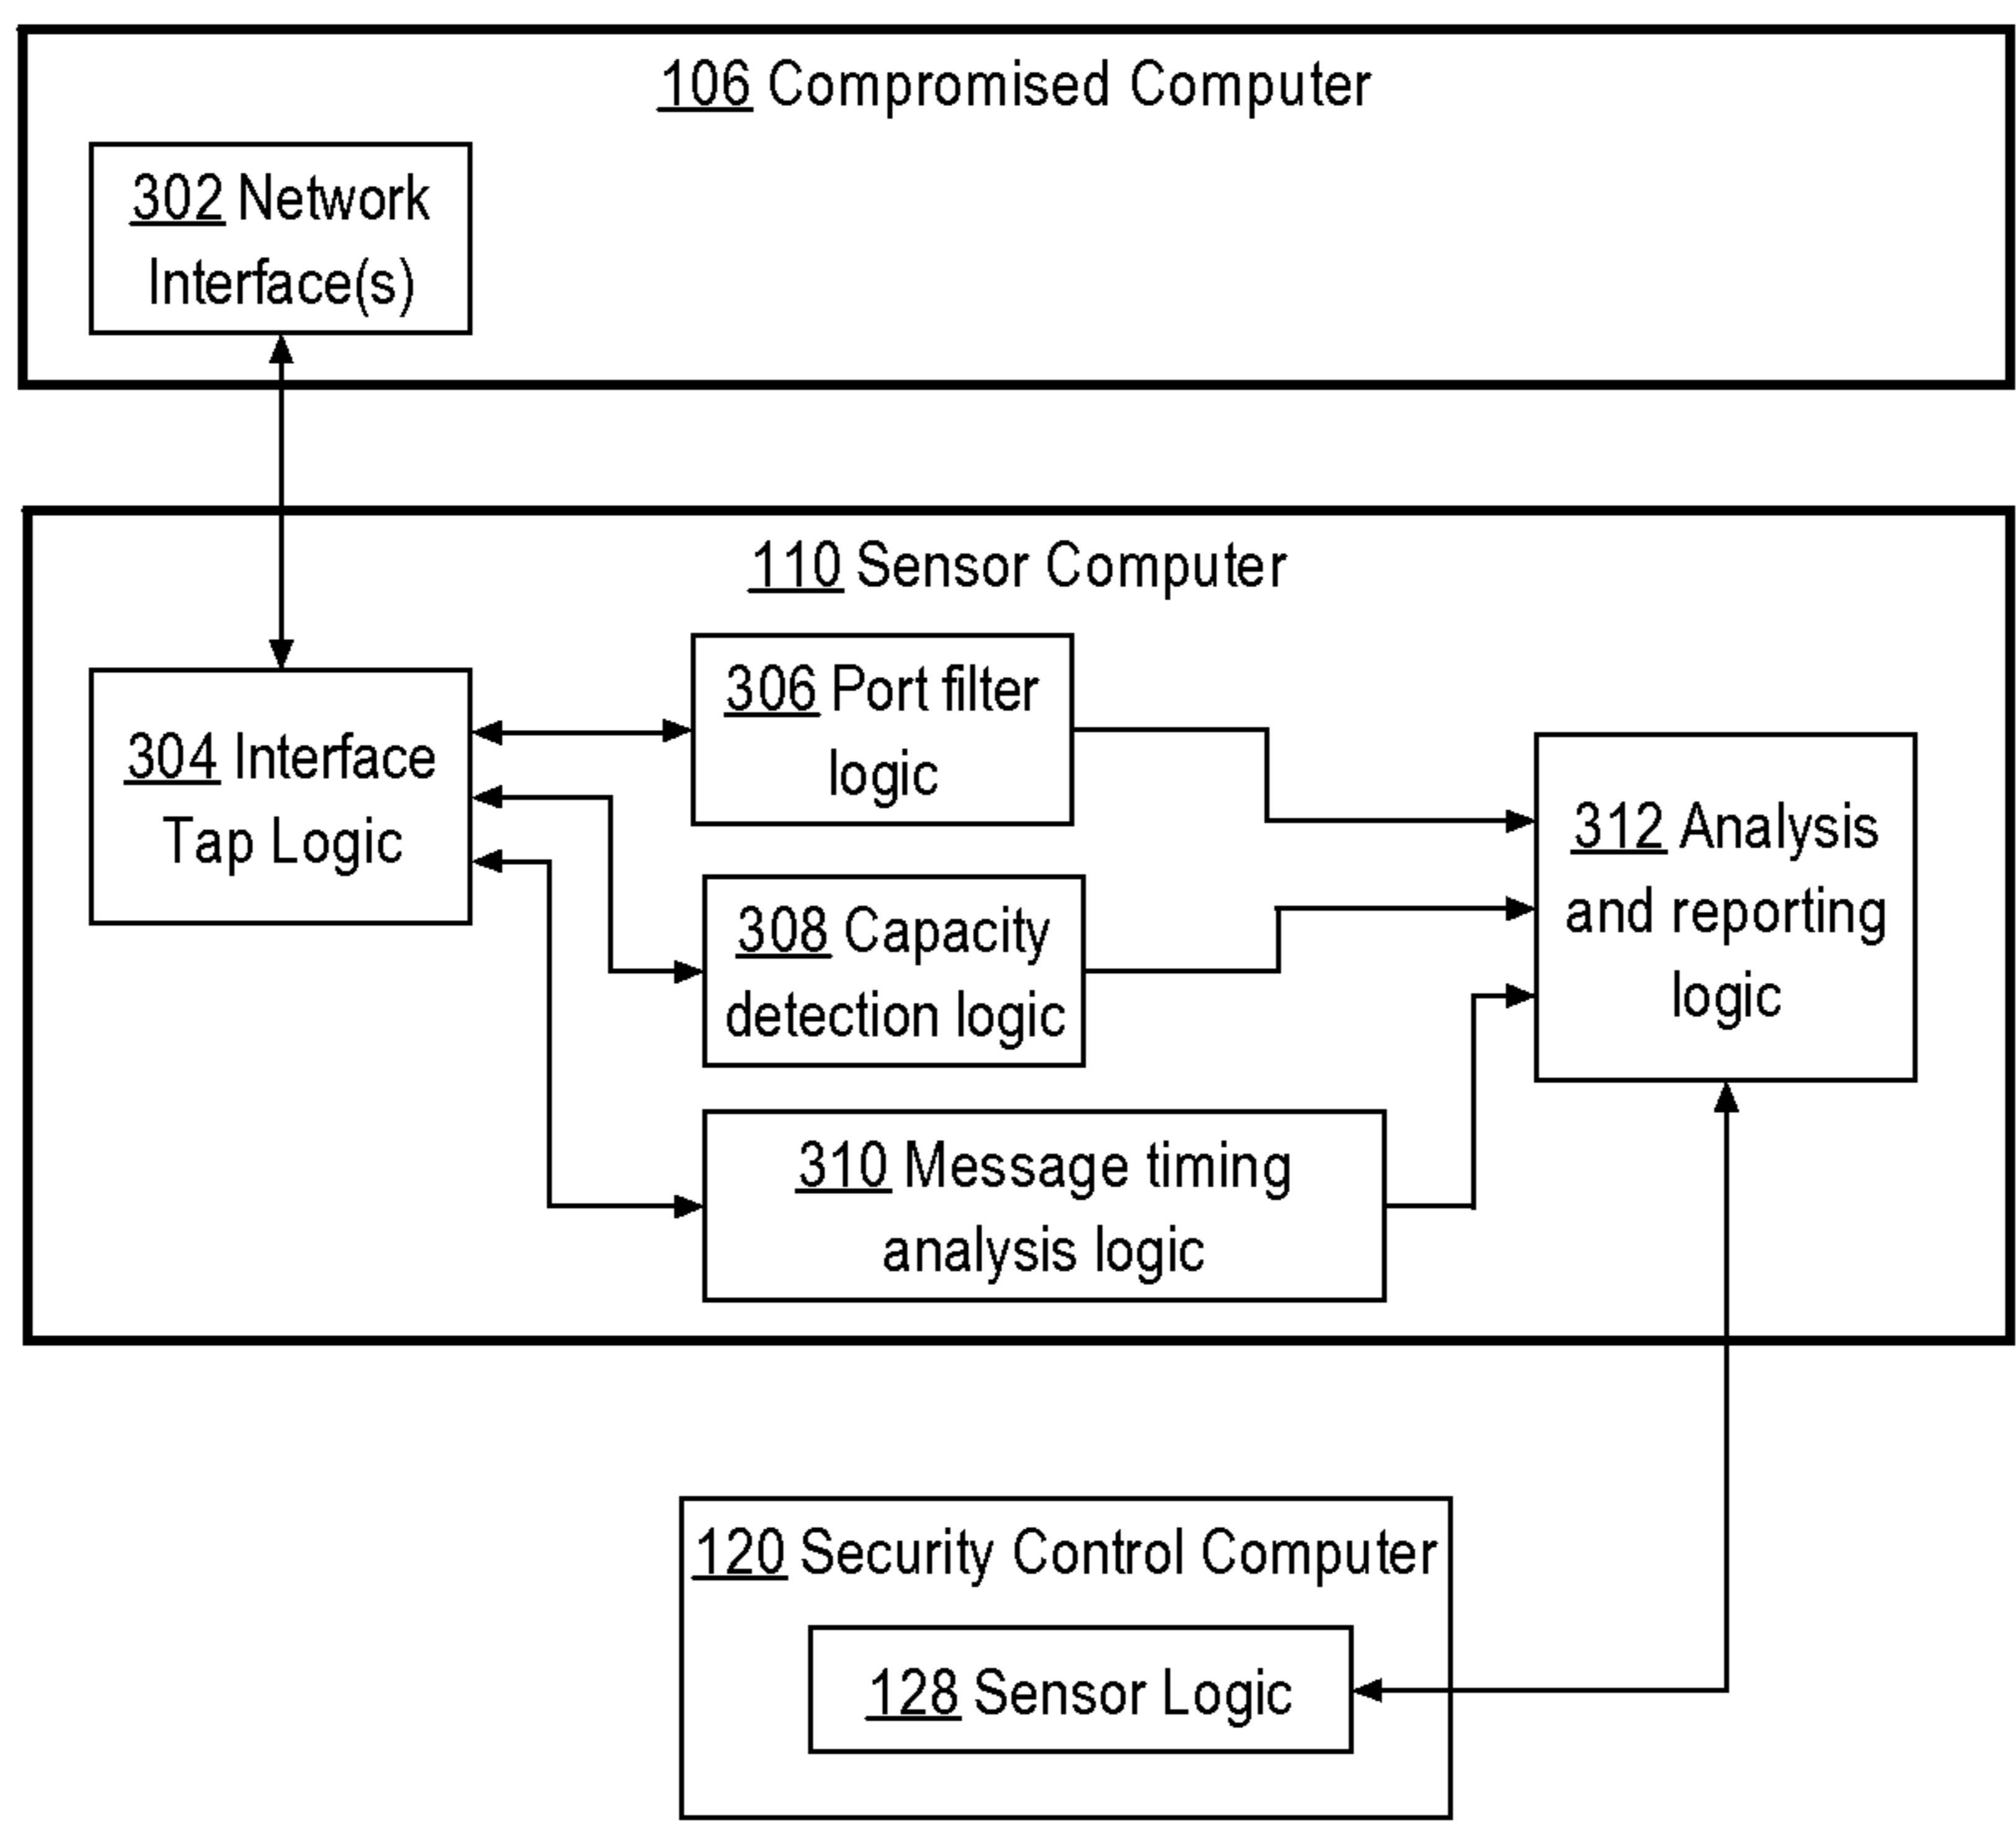 106 Compromised Computer
302 Network
Interface(s)
110 Sensor Computer
304 Interface
Tap Logic
306 Port filter
logic
308 Capacity
detection logic
310 Message timing
analysis logic
312 Analysis
and reporting
logic
120 Security Control Computer
128 Sensor Logic